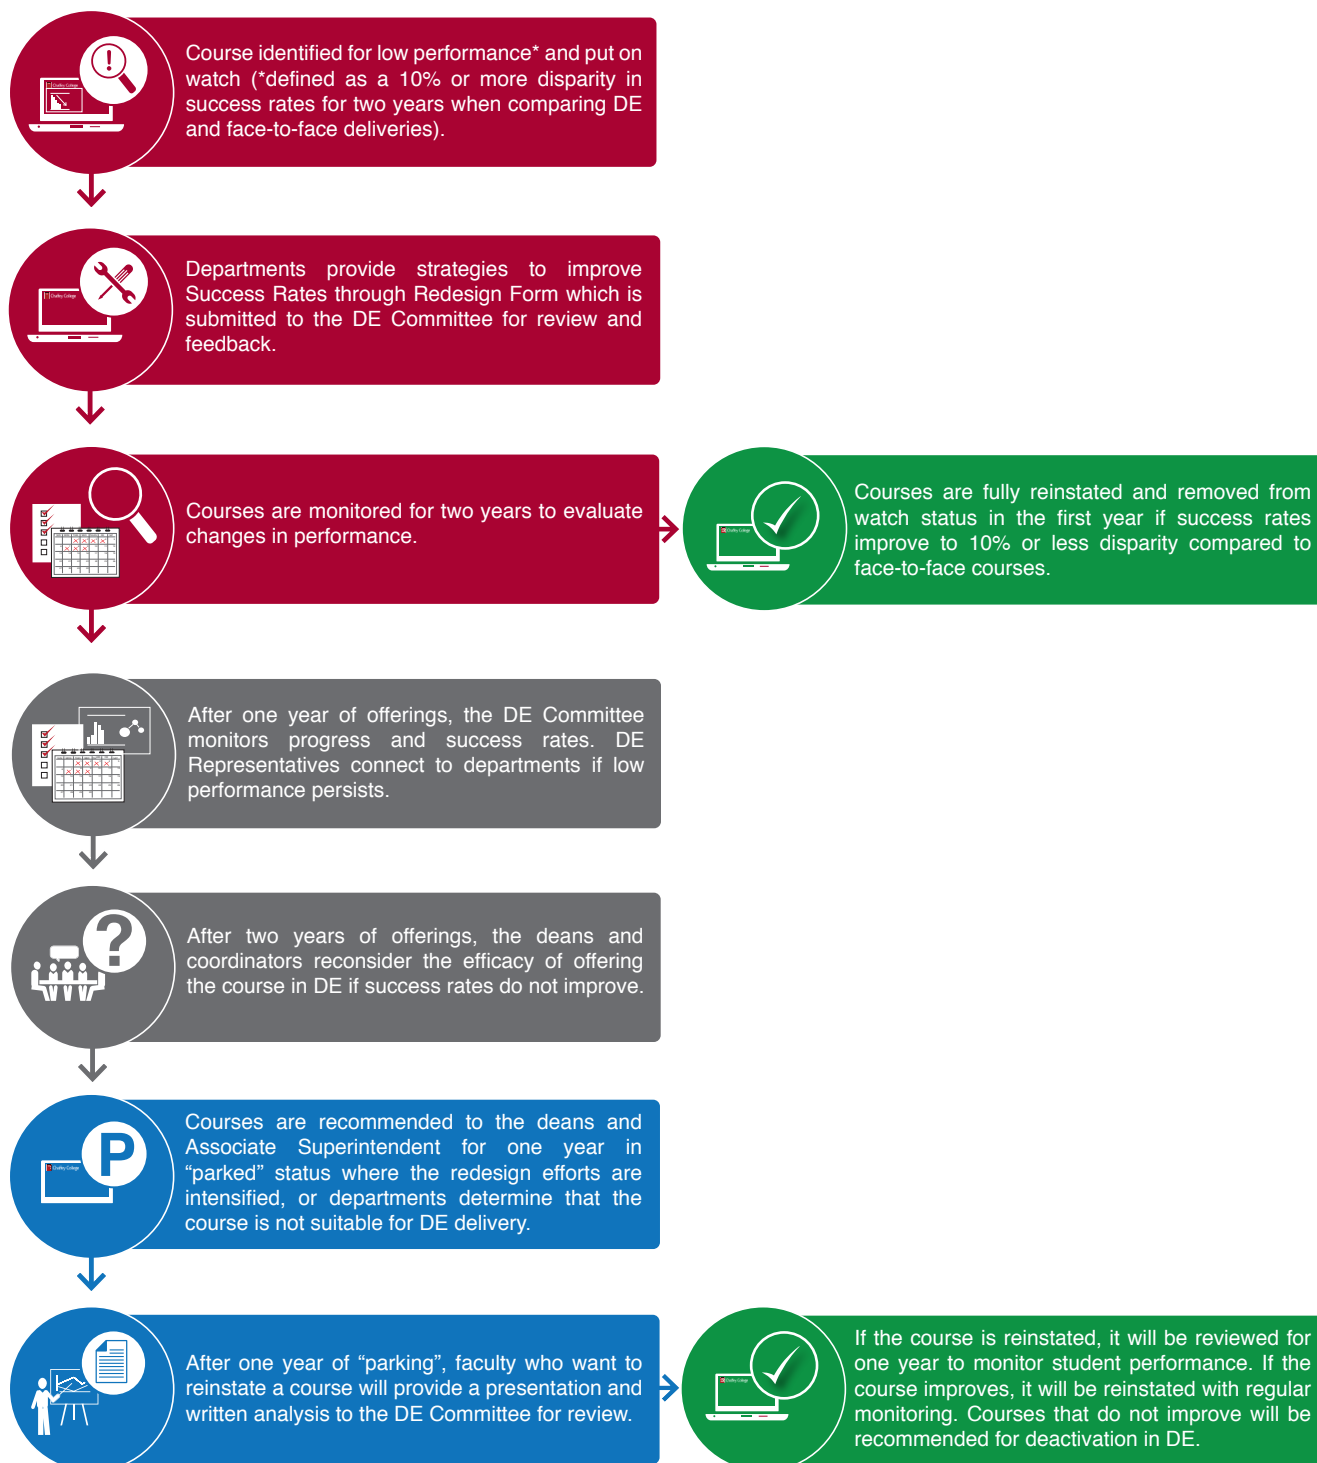 Course identified for low performance* and put on
watch (*defined as a 10% or more disparity in
success rates for two years when comparing DE
and face-to-face deliveries).
Chaffey College
Departments provide strategies to improve
Success Rates through Redesign Form which is
submitted to the DE Committee for review and
feedback.
Chaffey College
Courses are monitored for two years to evaluate
changes in performance.
Courses are fully reinstated and removed from
watch status in the first year if success rates
improve to 10% or less disparity compared to
face-to-face courses.
After one year of offerings, the DE Committee
monitors progress and success rates. DE
Representatives connect to departments if low
performance persists.
?
After two years of offerings, the deans and
coordinators reconsider the efficacy of offering
the course in DE if success rates do not improve.
P
Chaffey College
Courses are recommended to the deans and
Associate Superintendent for one year in
“parked” status where the redesign efforts are
intensified, or departments determine that the
course is not suitable for DE delivery.
After one year of “parking”, faculty who want to
reinstate a course will provide a presentation and
written analysis to the DE Committee for review.
If the course is reinstated, it will be reviewed for
one year to monitor student performance. If the
course improves, it will be reinstated with regular
monitoring. Courses that do not improve will be
recommended for deactivation in DE.